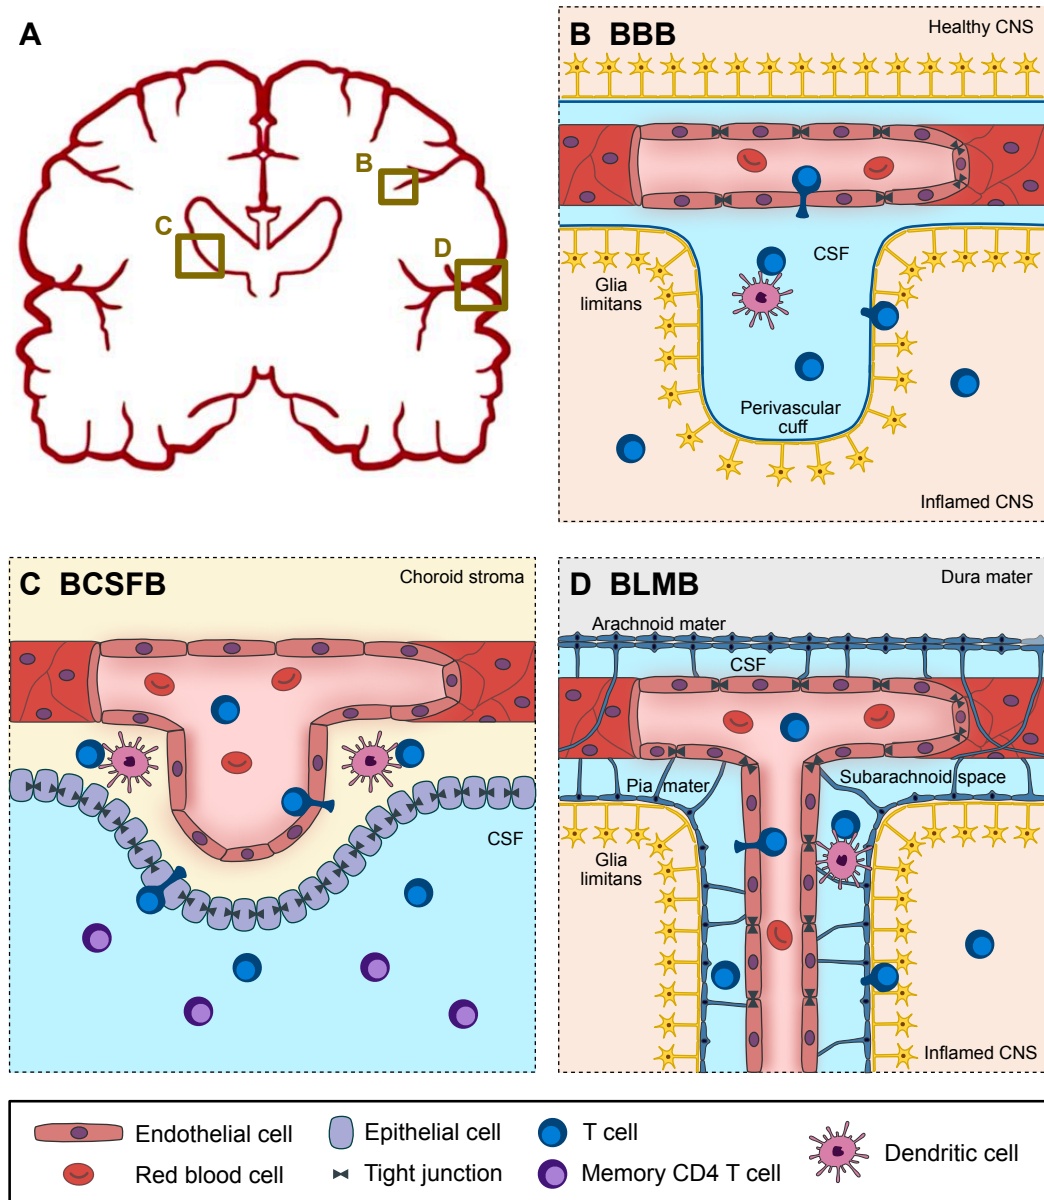 A
B
C
D
B BBB
Healthy CNS
CSF
Glia
limitans
Perivascular
cuff
Inflamed CNS
C BCSFB
Choroid stroma
CSF
D BLMB
Dura mater
Arachnoid mater
CSF
Pia mater
Subarachnoid space
Glia
limitans
Inflamed CNS
Endothelial cell
Epithelial cell
T cell
Dendritic cell
Red blood cell
Tight junction
Memory CD4 T cell